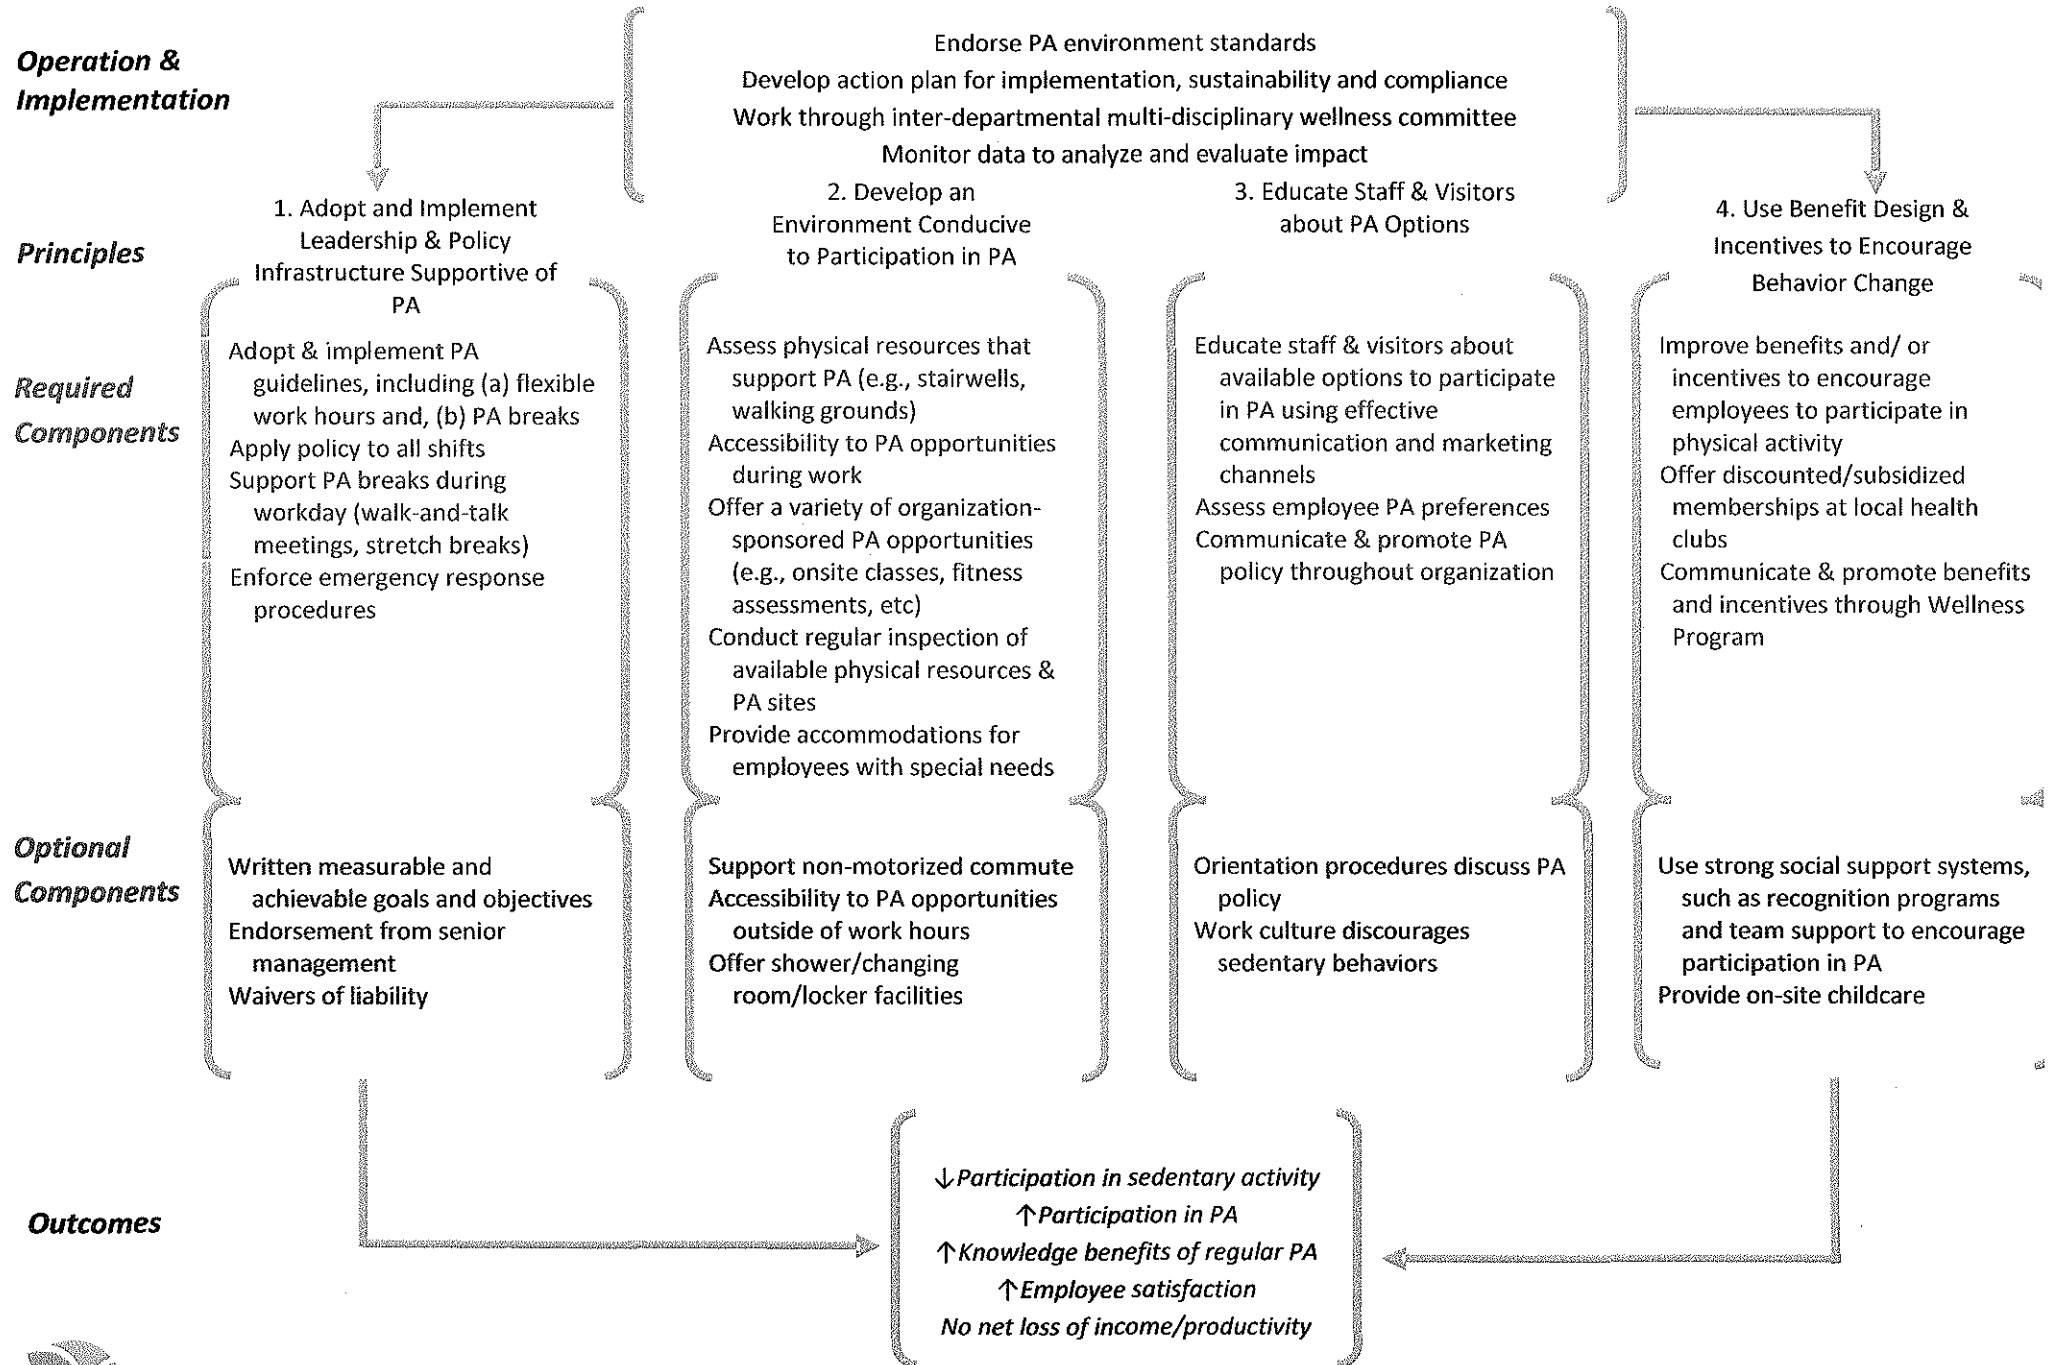 Operation &
Implementation
Endorse PA environment standards
Develop action plan for implementation, sustainability and compliance
Work through inter-departmental multi-disciplinary wellness committee
Monitor data to analyze and evaluate impact
Principles
1. Adopt and Implement
Leadership & Policy
Infrastructure Supportive of
PA
2. Develop an
Environment Conducive
to Participation in PA
3. Educate Staff & Visitors
about PA Options
4. Use Benefit Design &
Incentives to Encourage
Behavior Change
Required
Components
Adopt & implement PA
guidelines, including (a) flexible
work hours and, (b) PA breaks
Apply policy to all shifts
Support PA breaks during
workday (walk-and-talk
meetings, stretch breaks)
Enforce emergency response
procedures
Assess physical resources that
support PA (e.g., stairwells,
walking grounds)
Accessibility to PA opportunities
during work
Offer a variety of organization-
sponsored PA opportunities
(e.g., onsite classes, fitness
assessments, etc)
Conduct regular inspection of
available physical resources &
PA sites
Provide accommodations for
employees with special needs
Educate staff & visitors about
available options to participate
in PA using effective
communication and marketing
channels
Assess employee PA preferences
Communicate & promote PA
policy throughout organization
Improve benefits and/ or
incentives to encourage
employees to participate in
physical activity
Offer discounted/subsidized
memberships at local health
clubs
Communicate & promote benefits
and incentives through Wellness
Program
Optional
Components
Written measurable and
achievable goals and objectives
Endorsement from senior
management
Waivers of liability
Support non-motorized commute
Accessibility to PA opportunities
outside of work hours
Offer shower/changing
room/locker facilities
Orientation procedures discuss PA
policy
Work culture discourages
sedentary behaviors
Use strong social support systems,
such as recognition programs
and team support to encourage
participation in PA
Provide on-site childcare
Outcomes
↓Participation in sedentary activity
↑Participation in PA
↑Knowledge benefits of regular PA
↑Employee satisfaction
No net loss of income/productivity